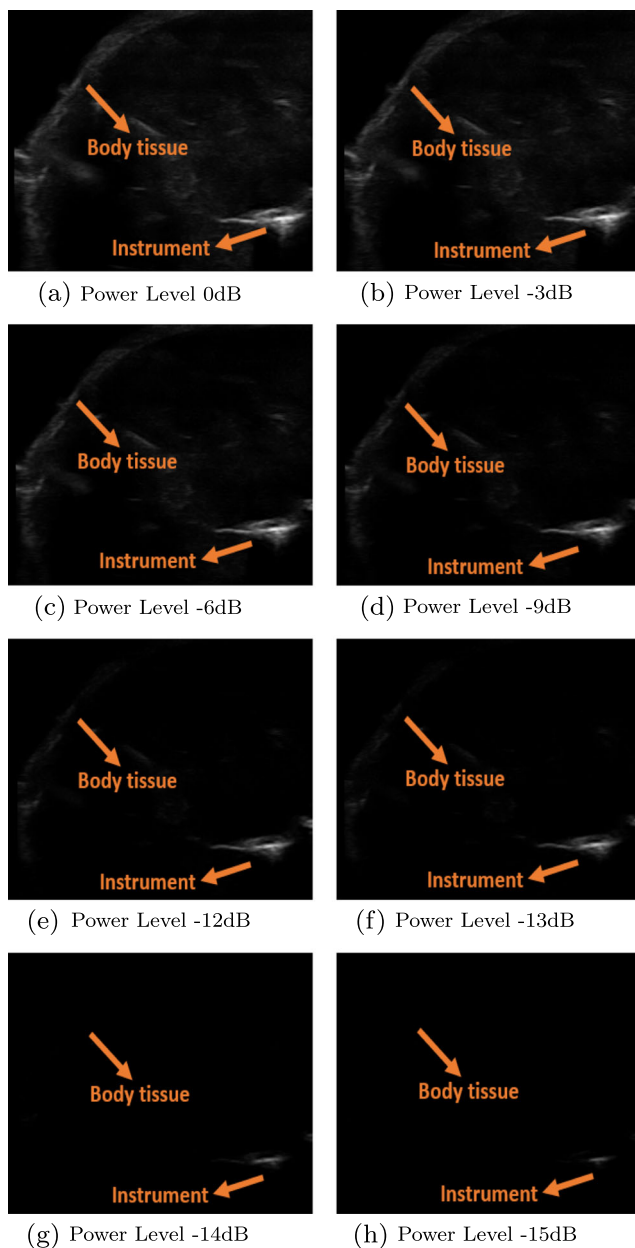 Body tissue
Instrument
Body tissue
Instrument
(a) Power Level 0dB
(b) Power Level -3dB
Body tissue
Instrument
Body tissue
Instrument
(c) Power Level -6dB
(d) Power Level -9dB
Body tissue
Instrument
Body tissue
Instrument
(e) Power Level -12dB
(f) Power Level -13dB
Body tissue
Instrument
Body tissue
Instrument
(g) Power Level -14dB
(h) Power Level -15dB